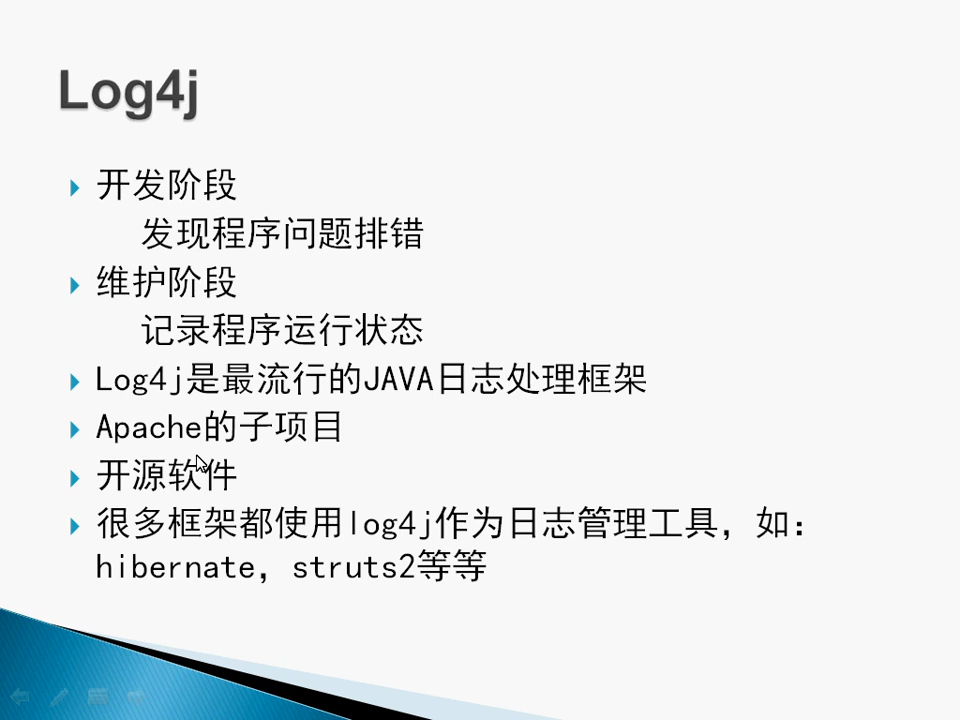 Log4j
开发阶段
发现程序问题排错
维护阶段
记录程序运行状态
Log4j是最流行的JAVA日志处理框架
Apache的子项目
开源软件
很多框架都使用log4j作为日志管理工具，如：
hibernate，struts2等等